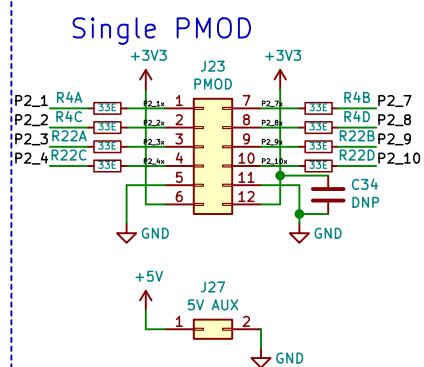 Single PMOD
+3V3 +3V3
J23
PMOD
P2_1 R4A 33E P2_1x 1 7 P2_7x 33E R4B P2_7
P2_2 R4C 33E P2_2x 2 8 P2_8x 33E R4D P2_8
P2_3 R22A 33E P2_3x 3 9 P2_9x 33E R22B P2_9
P2_4 R22C 33E P2_4x 4 10 P2_10x 33E R22D P2_10
5 11 C34
6 12 DNP
GND GND
+5V
J27
5V AUX
1 2
GND